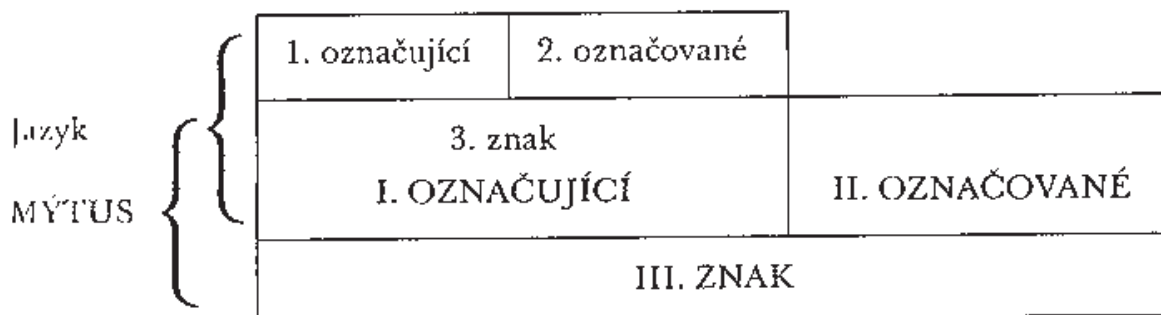 1. označující 2. označované
Jazyk
3. znak
MÝTUS
I. OZNAČUJÍCÍ II. OZNAČOVANÉ
III. ZNAK